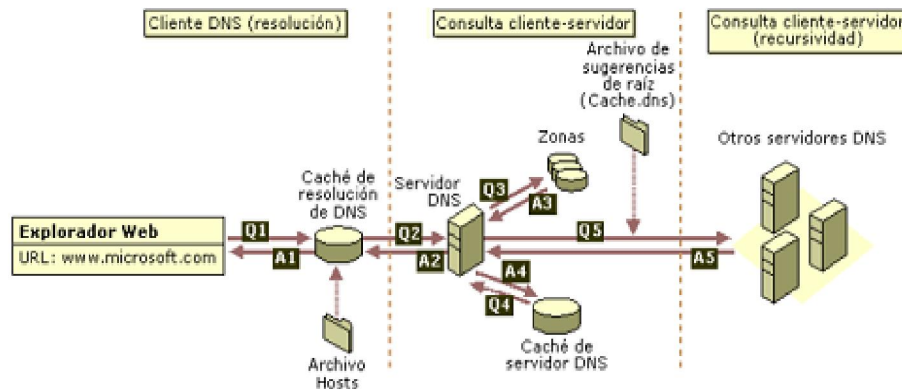 Cliente DNS (resolución)
Consulta cliente-servidor
Consulta cliente-servidor
(recursividad)
Archivo de
sugerencias
de raíz
(Cache.dns)
Zonas
Otros servidores DNS
Caché de
resolución
de DNS
Servidor
DNS
Explorador Web
URL: www.microsoft.com
Q1
A1
Q2
A2
Q3
A3
Q5
A5
A4
Q4
Archivo
Hosts
Caché de
servidor DNS